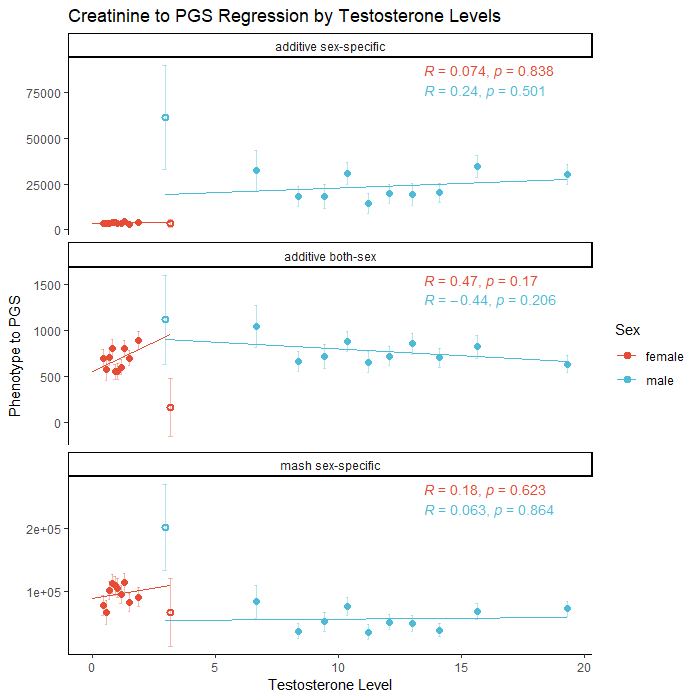 Creatinine to PGS Regression by Testosterone Levels
additive sex-specific
R = 0.074, p = 0.838
R = 0.24, p = 0.501
75000
50000
25000
0
additive both-sex
R = 0.47, p = 0.17
R = −0.44, p = 0.206
1500
1000
500
0
mash sex-specific
R = 0.18, p = 0.623
R = 0.063, p = 0.864
2e+05
1e+05
0 5 10 15 20
Testosterone Level
Phenotype to PGS
Sex
female
male